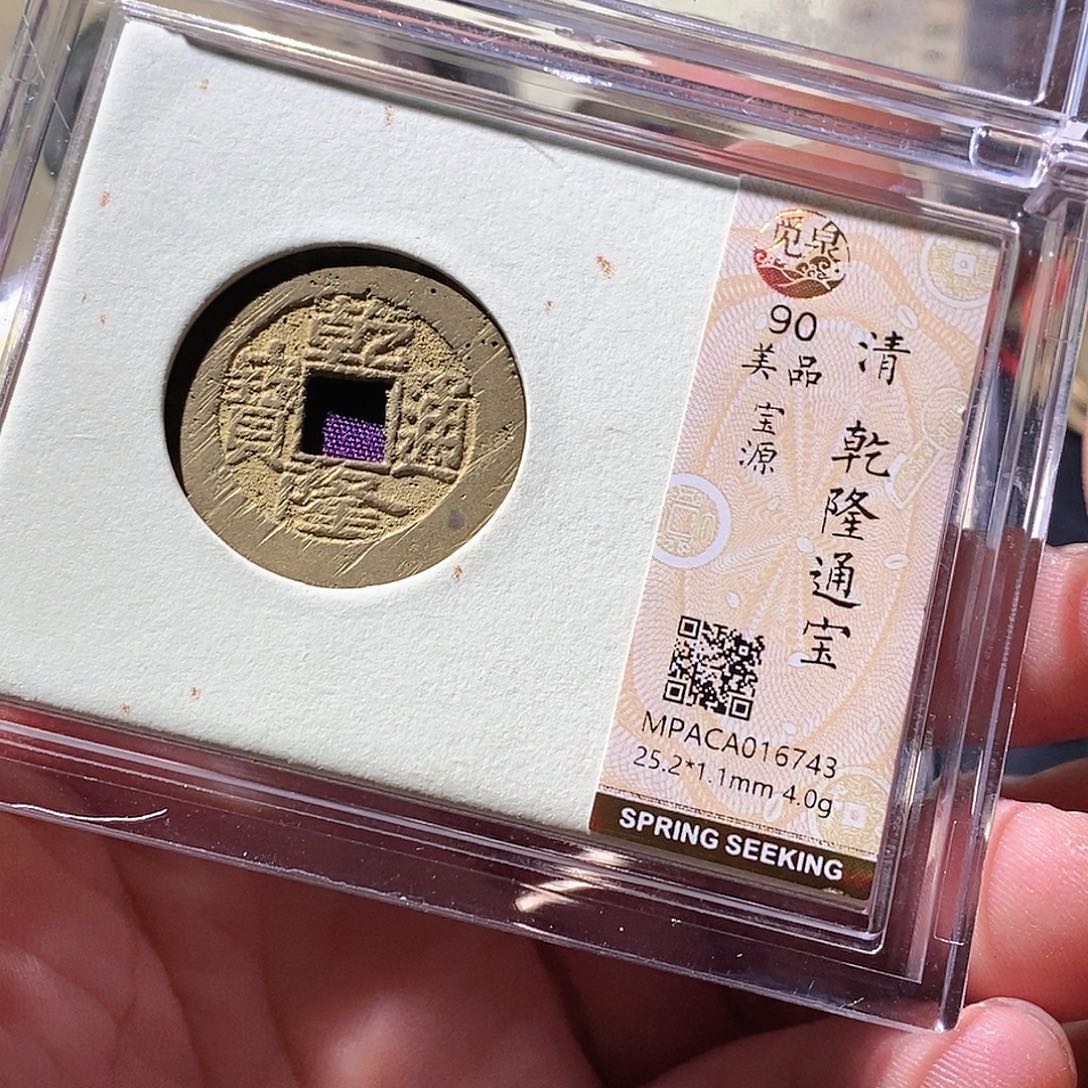 乾隆通寳
觅泉
90
美品
宝源
清
乾隆通宝
MPACA016743
25.2*1.1mm 4.0g
SPRING SEEKING